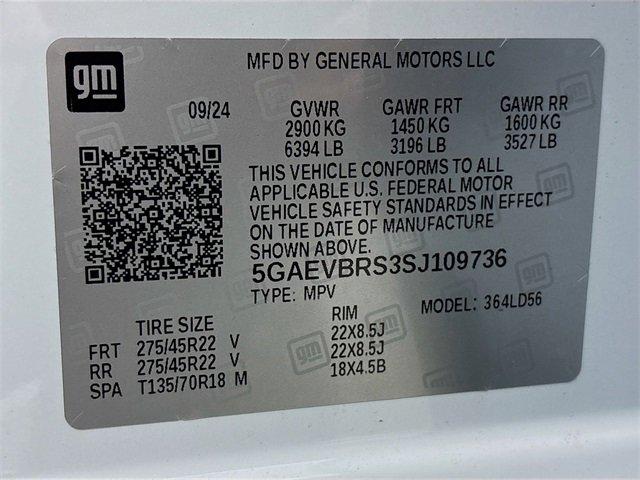 gm
MFD BY GENERAL MOTORS LLC
09/24 GVWR GAWR FRT GAWR RR
2900 KG 1450 KG 1600 KG
6394 LB 3196 LB 3527 LB
THIS VEHICLE CONFORMS TO ALL
APPLICABLE U.S. FEDERAL MOTOR
VEHICLE SAFETY STANDARDS IN EFFECT
ON THE DATE OF MANUFACTURE
SHOWN ABOVE.
5GAEVBRS3SJ109736
TYPE: MPV MODEL: 364LD56
TIRE SIZE RIM
FRT 275/45R22 V 22X8.5J
RR 275/45R22 V 22X8.5J
SPA T135/70R18 M 18X4.5B